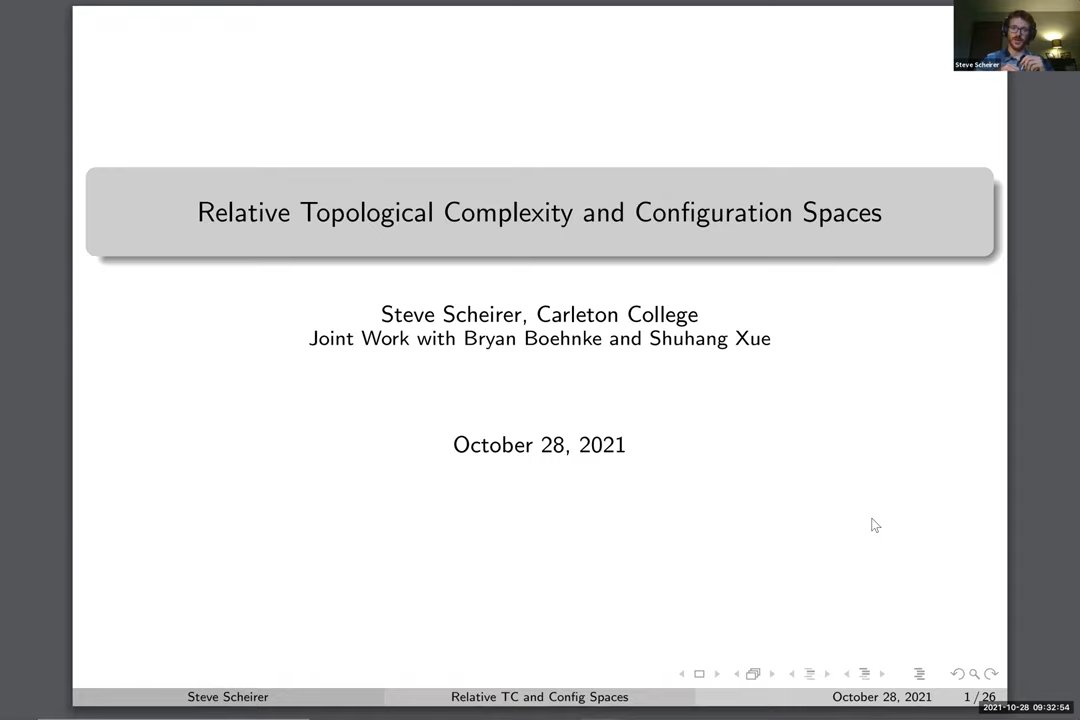 Steve Scheirer
Relative Topological Complexity and Configuration Spaces
Steve Scheirer, Carleton College
Joint Work with Bryan Boehnke and Shuhang Xue
October 28, 2021
Steve Scheirer
Relative TC and Config Spaces
October 28, 2021
1 / 26
2021-10-28 09:32:54